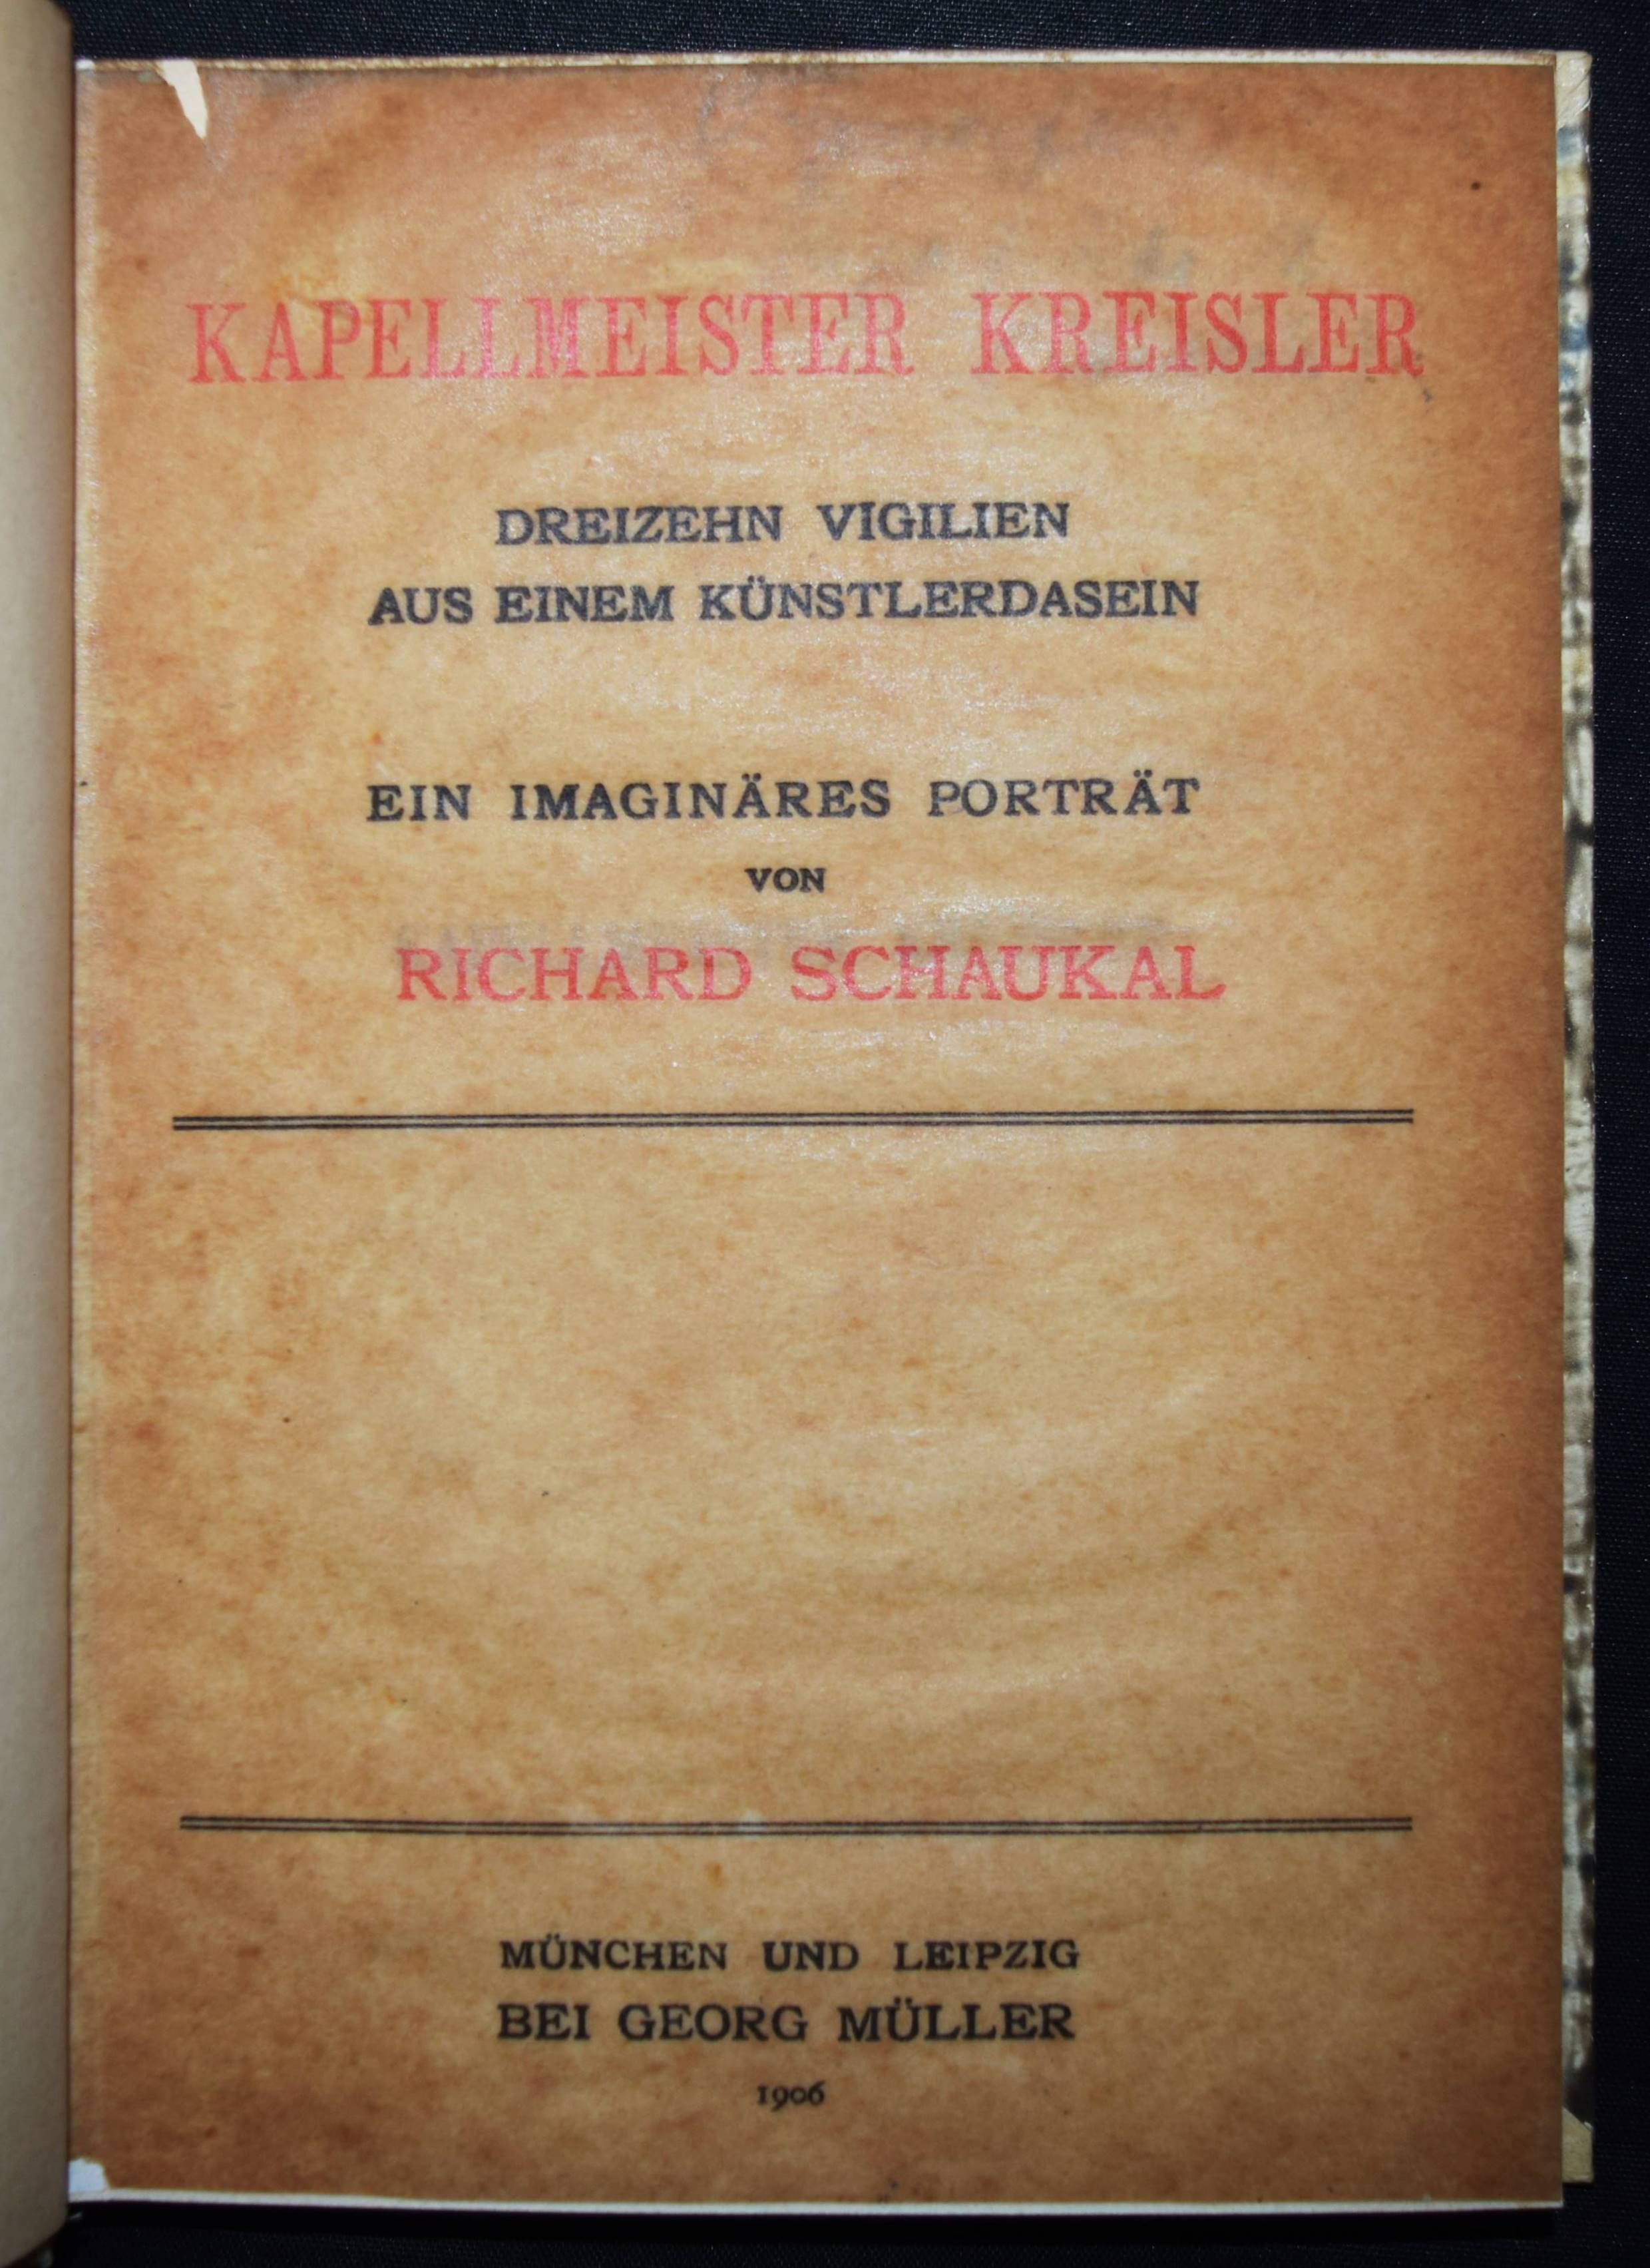 KAPELLMEISTER KREISLER
DREIZEHN VIGILIEN
AUS EINEM KÜNSTLERDASEIN
EIN IMAGINÄRES PORTRÄT
VON
RICHARD SCHAUKAL
MÜNCHEN UND LEIPZIG
BEI GEORG MÜLLER
1906